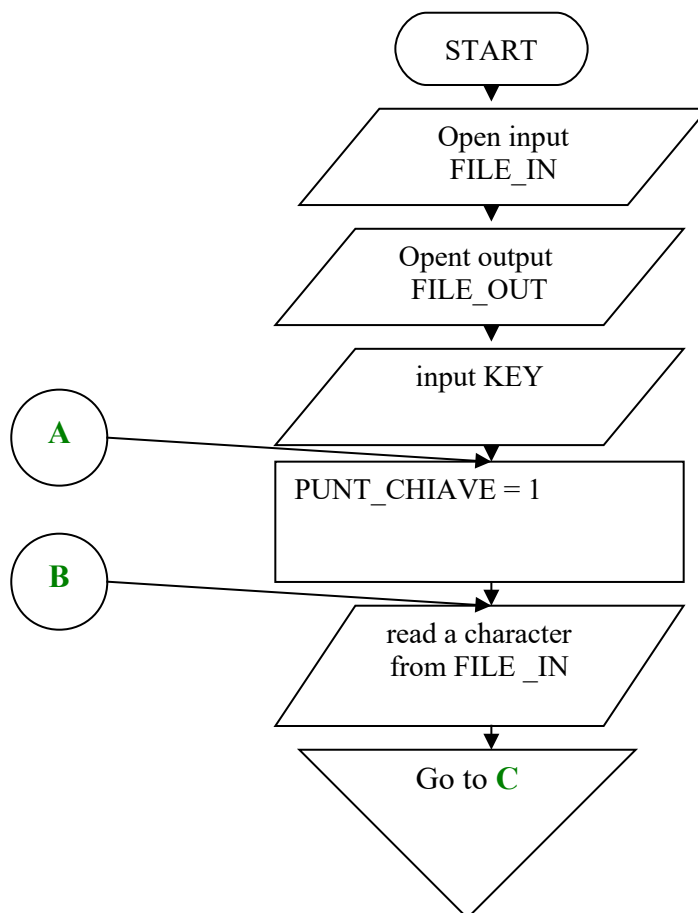 START
Open input
FILE_IN
Opent output
FILE_OUT
input KEY
A
PUNT_CHIAVE = 1
B
read a character
from FILE _IN
Go to C